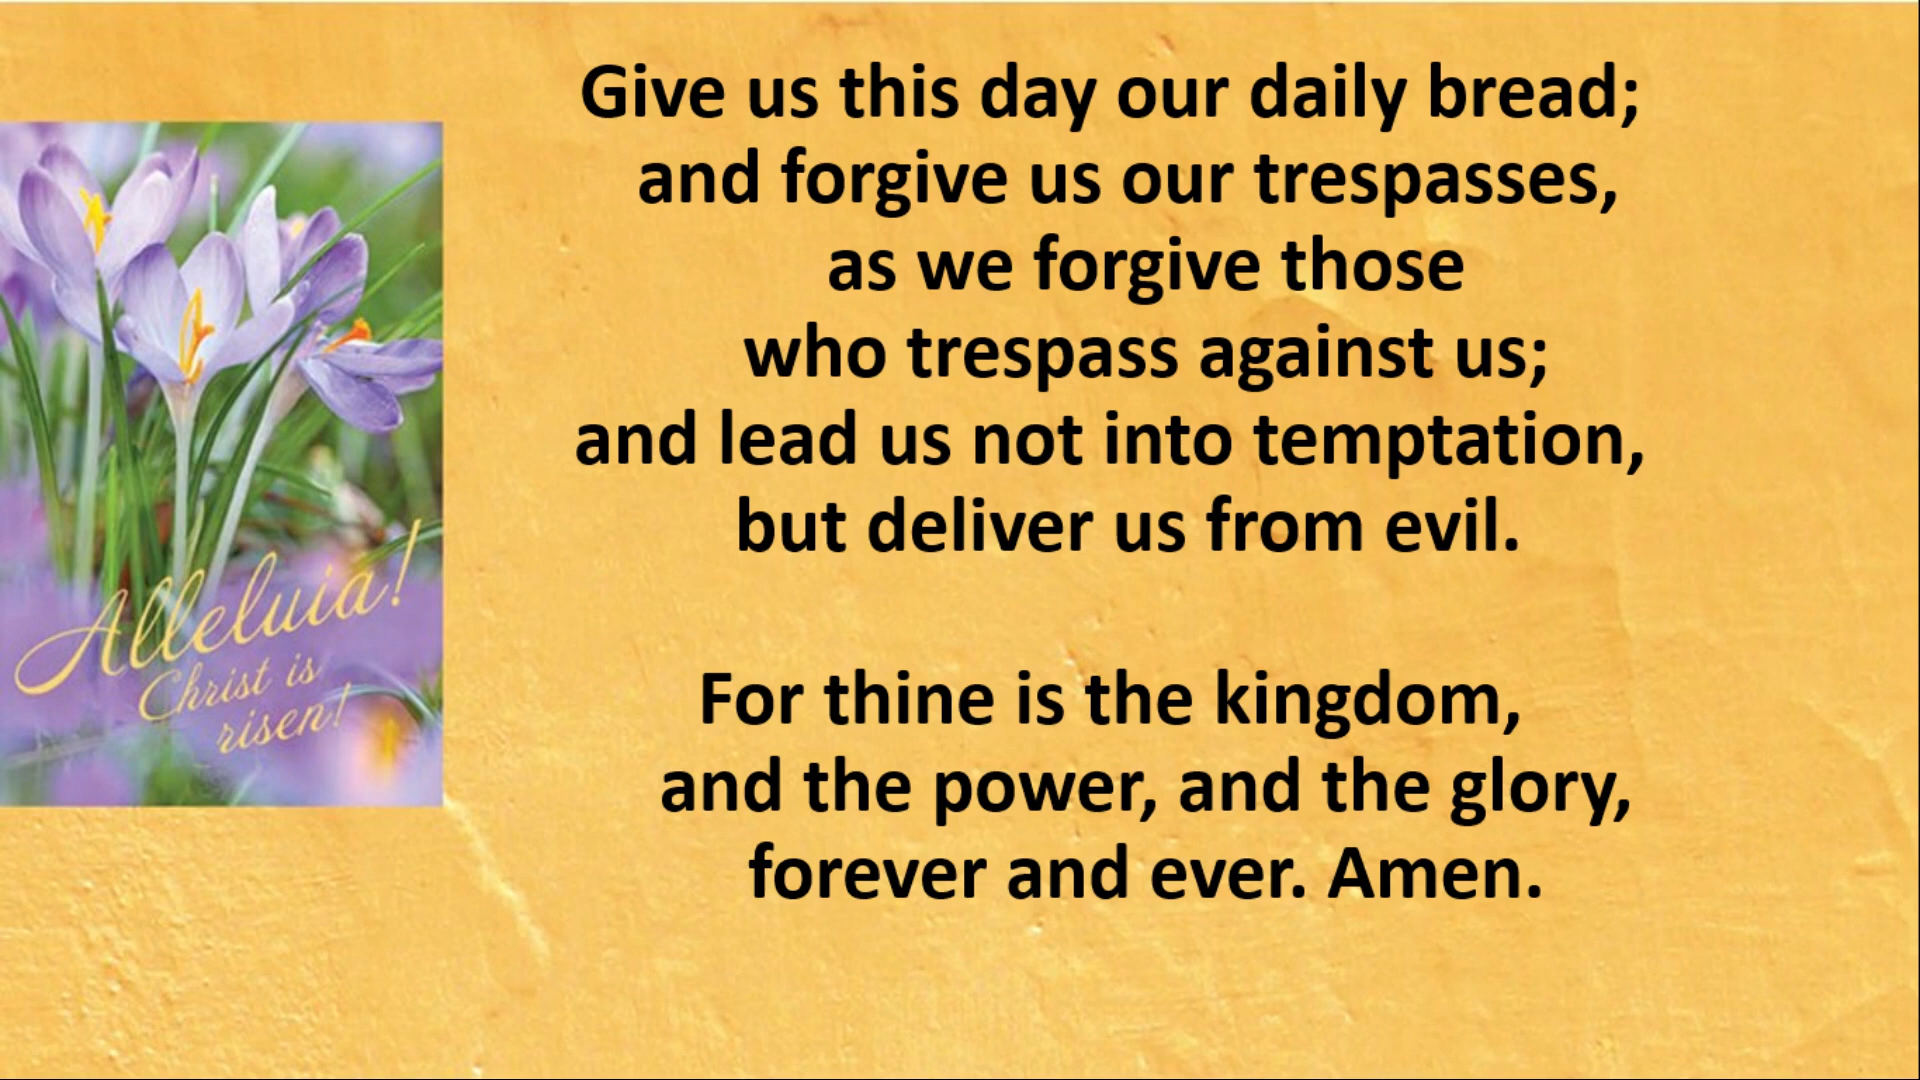 Give us this day our daily bread;
and forgive us our trespasses,
as we forgive those
who trespass against us;
and lead us not into temptation,
but deliver us from evil.
For thine is the kingdom,
and the power, and the glory,
forever and ever. Amen.
Alleluia!
Christ is
risen!